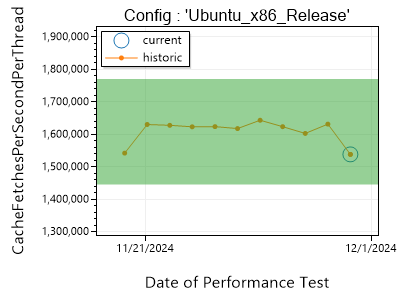 Config : 'Ubuntu_x86_Release'
CacheFetchesPerSecondPerThread
1,900,000
1,800,000
1,700,000
1,600,000
1,500,000
1,400,000
1,300,000
current
historic
11/21/2024
12/1/2024
Date of Performance Test